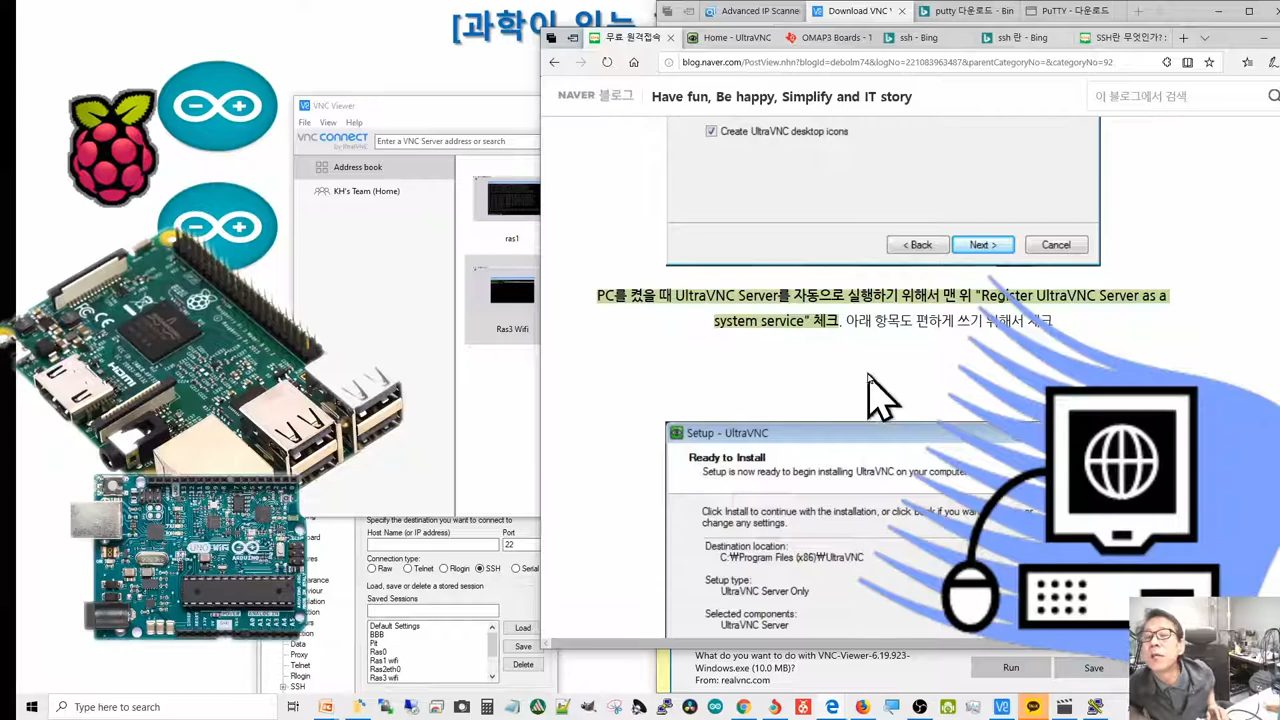 [과학이 있는
Advanced IP Scanne
Download VNC
putty 다운로드 - Bin
PuTTY - 다운로드
무료 원격접속
Home - UltraVNC
OMAP3 Boards - 1
ssh - Bing
ssh 란 - Bing
SSH란 무엇인가? :
blog.naver.com/PostView.nhn?blogId=debolm74&logNo=221083963487&parentCategoryNo=&categoryNo=92
NAVER 블로그
Have fun, Be happy, Simplify and IT story
이 블로그에서 검색
VNC Viewer
File View Help
VNC CONNECT
by RealVNC
Enter a VNC Server address or search
Address book
KH's Team (Home)
ras1
Ras3 Wifi
Create UltraVNC desktop icons
< Back
Next >
Cancel
PC를 켰을 때 UltraVNC Server를 자동으로 실행하기 위해서 맨 위 "Register UltraVNC Server as a
system service" 체크. 아래 항목도 편하게 쓰기 위해서 체크
Setup - UltraVNC
Ready to Install
Setup is now ready to begin installing UltraVNC on your compute
Click Install to continue with the installation, or click Back if you wa
change any settings.
Destination location:
C:₩Program Files (x86)₩UltraVNC
Setup type:
UltraVNC Server Only
Selected components:
UltraVNC Server
Specify the destination you want to connect to
Host Name (or IP address)
Port
22
Connection type:
Raw
Telnet
Rlogin
SSH
Serial
Load, save or delete a stored session
Saved Sessions
Default Settings
BBB
Pit
Ras0
Ras1 wifi
Ras2eth0
Ras3 wifi
Load
Save
Delete
Data
Proxy
Telnet
Rlogin
SSH
What do you want to do with VNC-Viewer-6.19.923-
Windows.exe (10.0 MB)?
From: realvnc.com
Run
Save
Type here to search